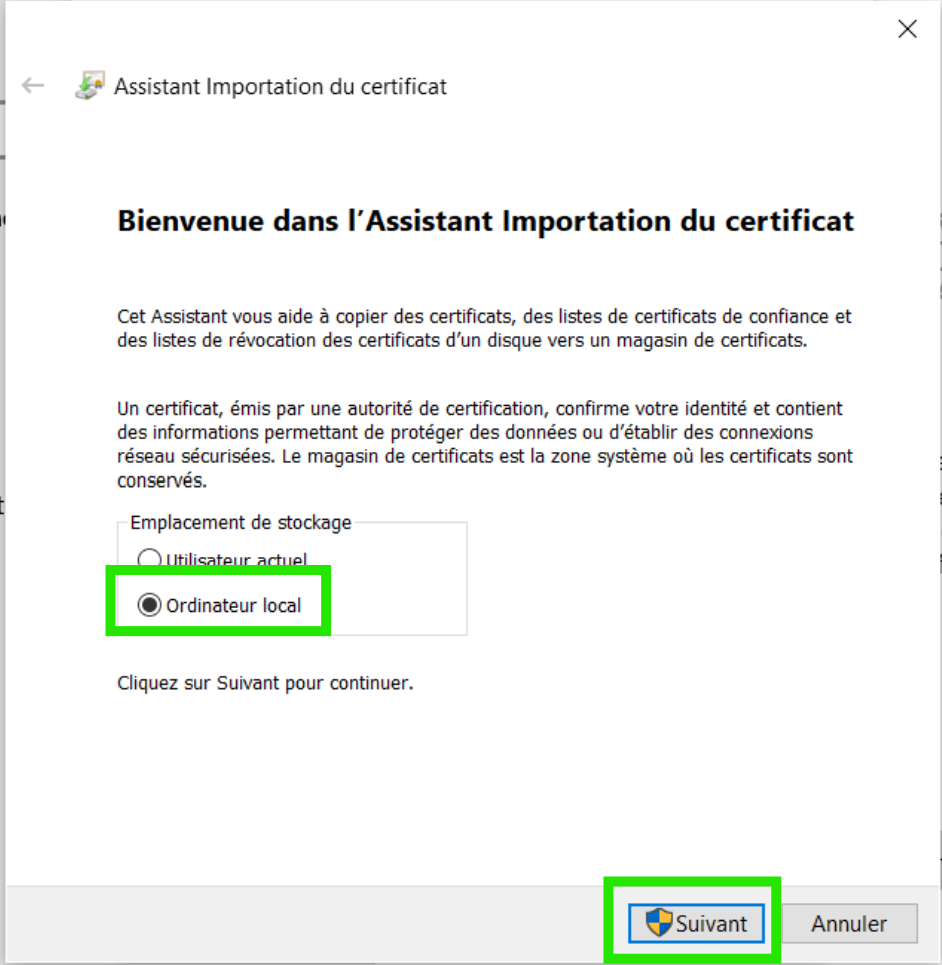 Assistant Importation du certificat
Bienvenue dans l’Assistant Importation du certificat
Cet Assistant vous aide à copier des certificats, des listes de certificats de confiance et
des listes de révocation des certificats d’un disque vers un magasin de certificats.
Un certificat, émis par une autorité de certification, confirme votre identité et contient
des informations permettant de protéger des données ou d’établir des connexions
réseau sécurisées. Le magasin de certificats est la zone système où les certificats sont
conservés.
Emplacement de stockage
Utilisateur actuel
Ordinateur local
Cliquez sur Suivant pour continuer.
Suivant
Annuler